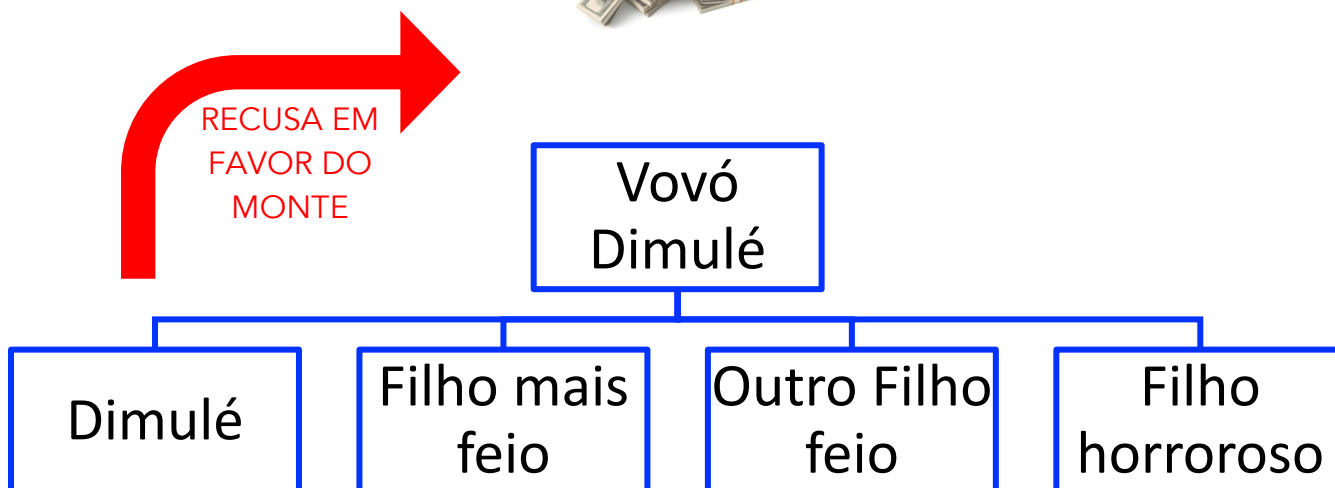 RECUSA EM
FAVOR DO
MONTE
Vovó
Dimulé
Dimulé
Filho mais
feio
Outro Filho
feio
Filho
horroroso